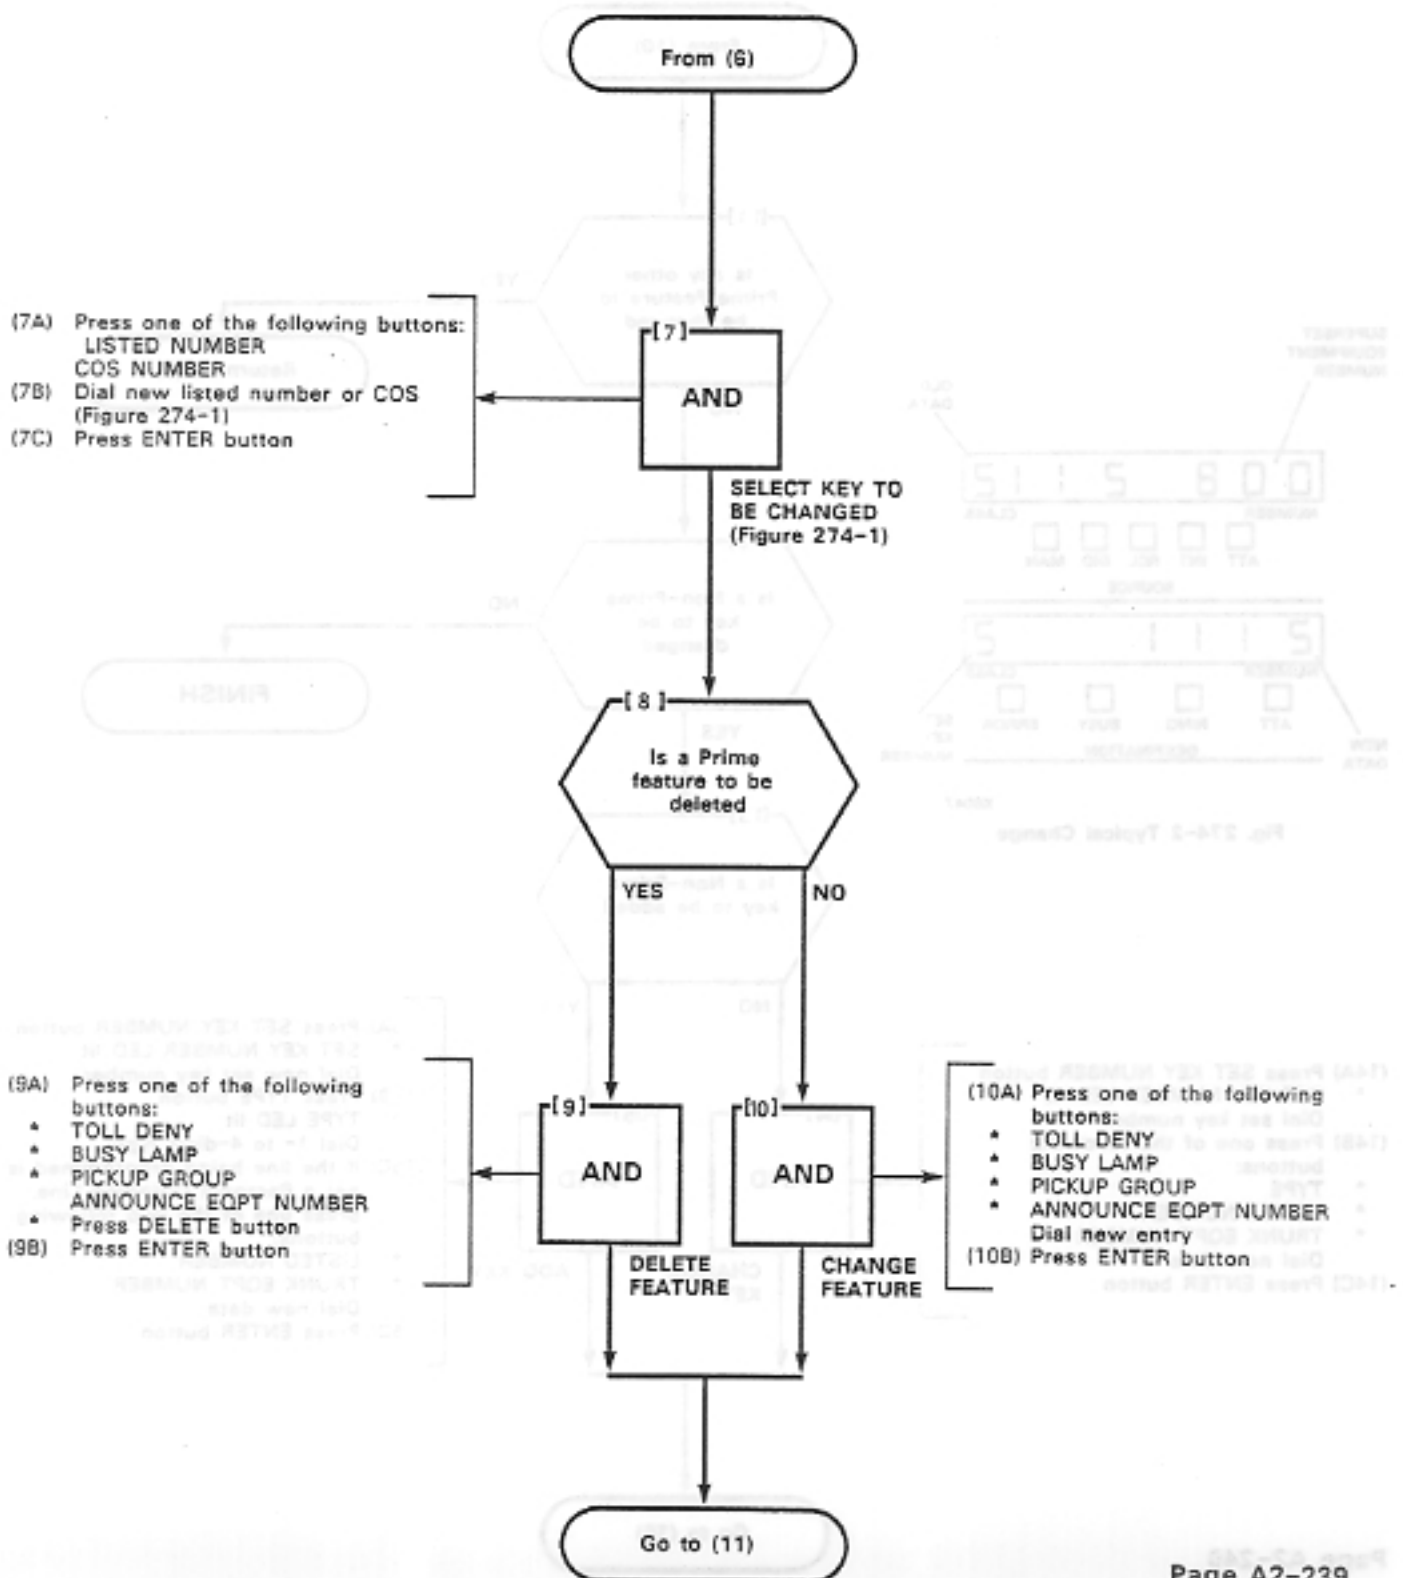 From (6)
[7]
AND
(7A) Press one of the following buttons:
LISTED NUMBER
COS NUMBER
(7B) Dial new listed number or COS
(Figure 274-1)
(7C) Press ENTER button
SELECT KEY TO
BE CHANGED
(Figure 274-1)
[8]
Is a Prime
feature to be
deleted
YES
NO
(9A) Press one of the following
buttons:
* TOLL DENY
* BUSY LAMP
* PICKUP GROUP
ANNOUNCE EQPT NUMBER
* Press DELETE button
(9B) Press ENTER button
[9]
AND
DELETE
FEATURE
[10]
AND
CHANGE
FEATURE
(10A) Press one of the following
buttons:
* TOLL DENY
* BUSY LAMP
* PICKUP GROUP
* ANNOUNCE EQPT NUMBER
Dial new entry
(10B) Press ENTER button
Go to (11)
Page A2-239